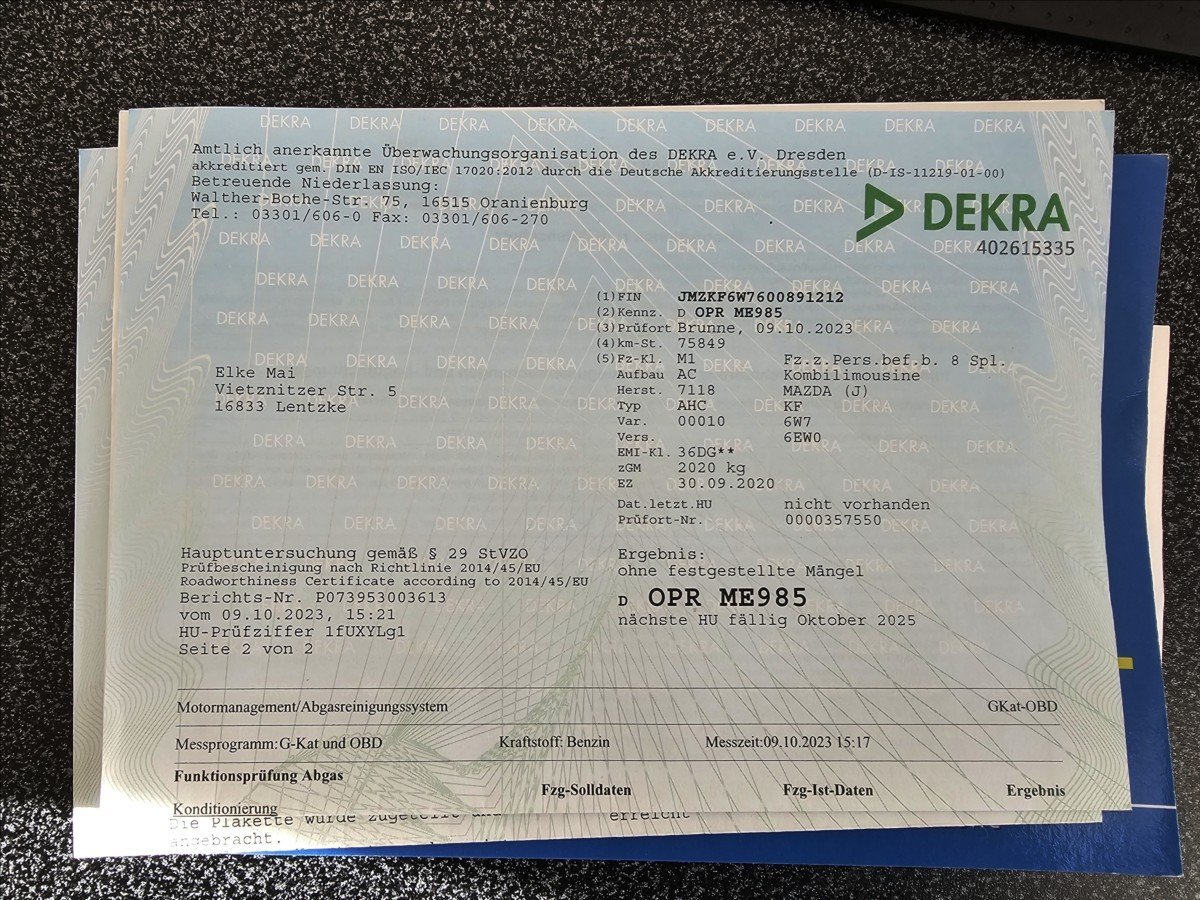 Amtlich anerkannte Überwachungsorganisation des DEKRA e.V. Dresden
akkreditiert gem. DIN EN ISO/IEC 17020:2012 durch die Deutsche Akkreditierungsstelle (D-IS-11219-01-00)
Betreuende Niederlassung:
Walther-Bothe-Str. 75, 16515 Oranienburg
Tel.: 03301/606-0 Fax: 03301/606-270
DEKRA
402615335
(1) FIN JMZKF6W7600891212
(2) Kennz. D OPR ME985
(3) Prüfort Brunne, 09.10.2023
(4) km-St. 75849
(5) Fz-Kl. M1 Fz.z.Pers.bef.b. 8 Spl.
Aufbau AC Kombilimousine
Herst. 7118 MAZDA (J)
Typ AHC KF
Var. 00010 6W7
Vers. 6EW0
EMI-Kl. 36DG**
zGM 2020 kg
EZ 30.09.2020
Dat.letzt.HU nicht vorhanden
Prüfort-Nr. 0000357550
Elke Mai
Vietznitzer Str. 5
16833 Lentzke
Hauptuntersuchung gemäß § 29 StVZO
Prüfbescheinigung nach Richtlinie 2014/45/EU
Roadworthiness Certificate according to 2014/45/EU
Berichts-Nr. P073953003613
vom 09.10.2023, 15:21
HU-Prüfziffer 1fUXYLg1
Seite 2 von 2
Ergebnis:
ohne festgestellte Mängel
D OPR ME985
nächste HU fällig Oktober 2025
Motormanagement/Abgasreinigungssystem GKat-OBD
Messprogramm:G-Kat und OBD Kraftstoff: Benzin Messzeit:09.10.2023 15:17
Funktionsprüfung Abgas
Fzg-Solldaten Fzg-Ist-Daten Ergebnis
Konditionierung
Die Plakette wurde zugeteilt und
angebracht.